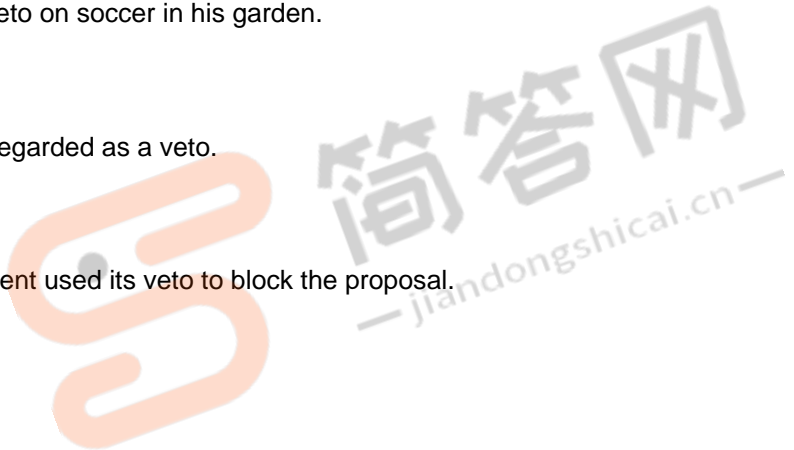 eto on soccer in his garden.
egarded as a veto.
ent used its veto to block the proposal.
简答网
jiandongshicai.cn